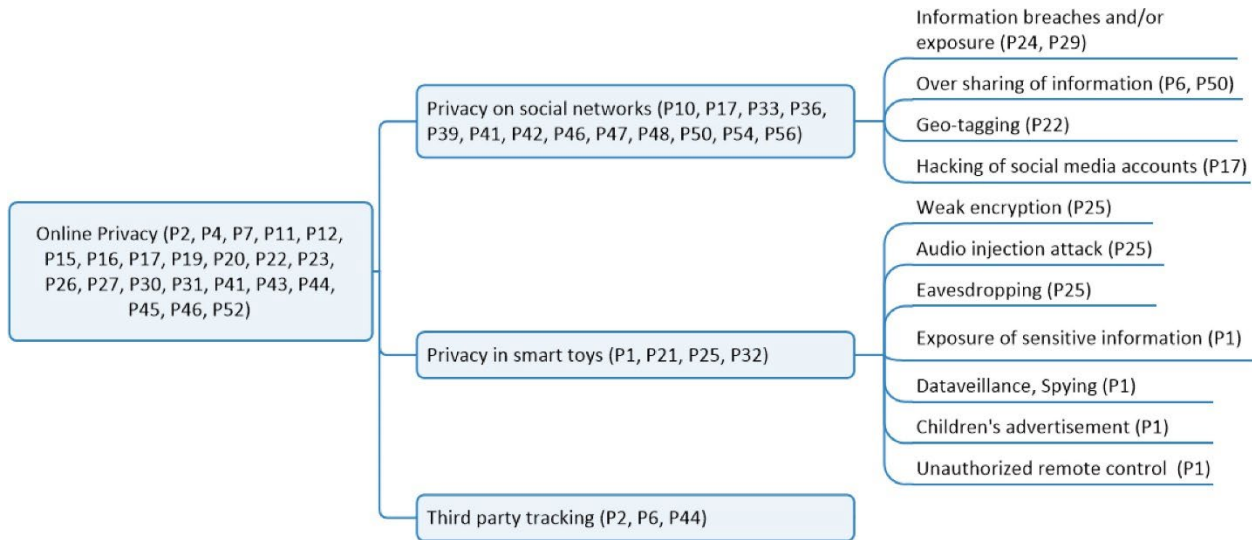 Online Privacy (P2, P4, P7, P11, P12,
P15, P16, P17, P19, P20, P22, P23,
P26, P27, P30, P31, P41, P43, P44,
P45, P46, P52)
Privacy on social networks (P10, P17, P33, P36,
P39, P41, P42, P46, P47, P48, P50, P54, P56)
Information breaches and/or
exposure (P24, P29)
Over sharing of information (P6, P50)
Geo-tagging (P22)
Hacking of social media accounts (P17)
Privacy in smart toys (P1, P21, P25, P32)
Weak encryption (P25)
Audio injection attack (P25)
Eavesdropping (P25)
Exposure of sensitive information (P1)
Dataveillance, Spying (P1)
Children's advertisement (P1)
Unauthorized remote control (P1)
Third party tracking (P2, P6, P44)